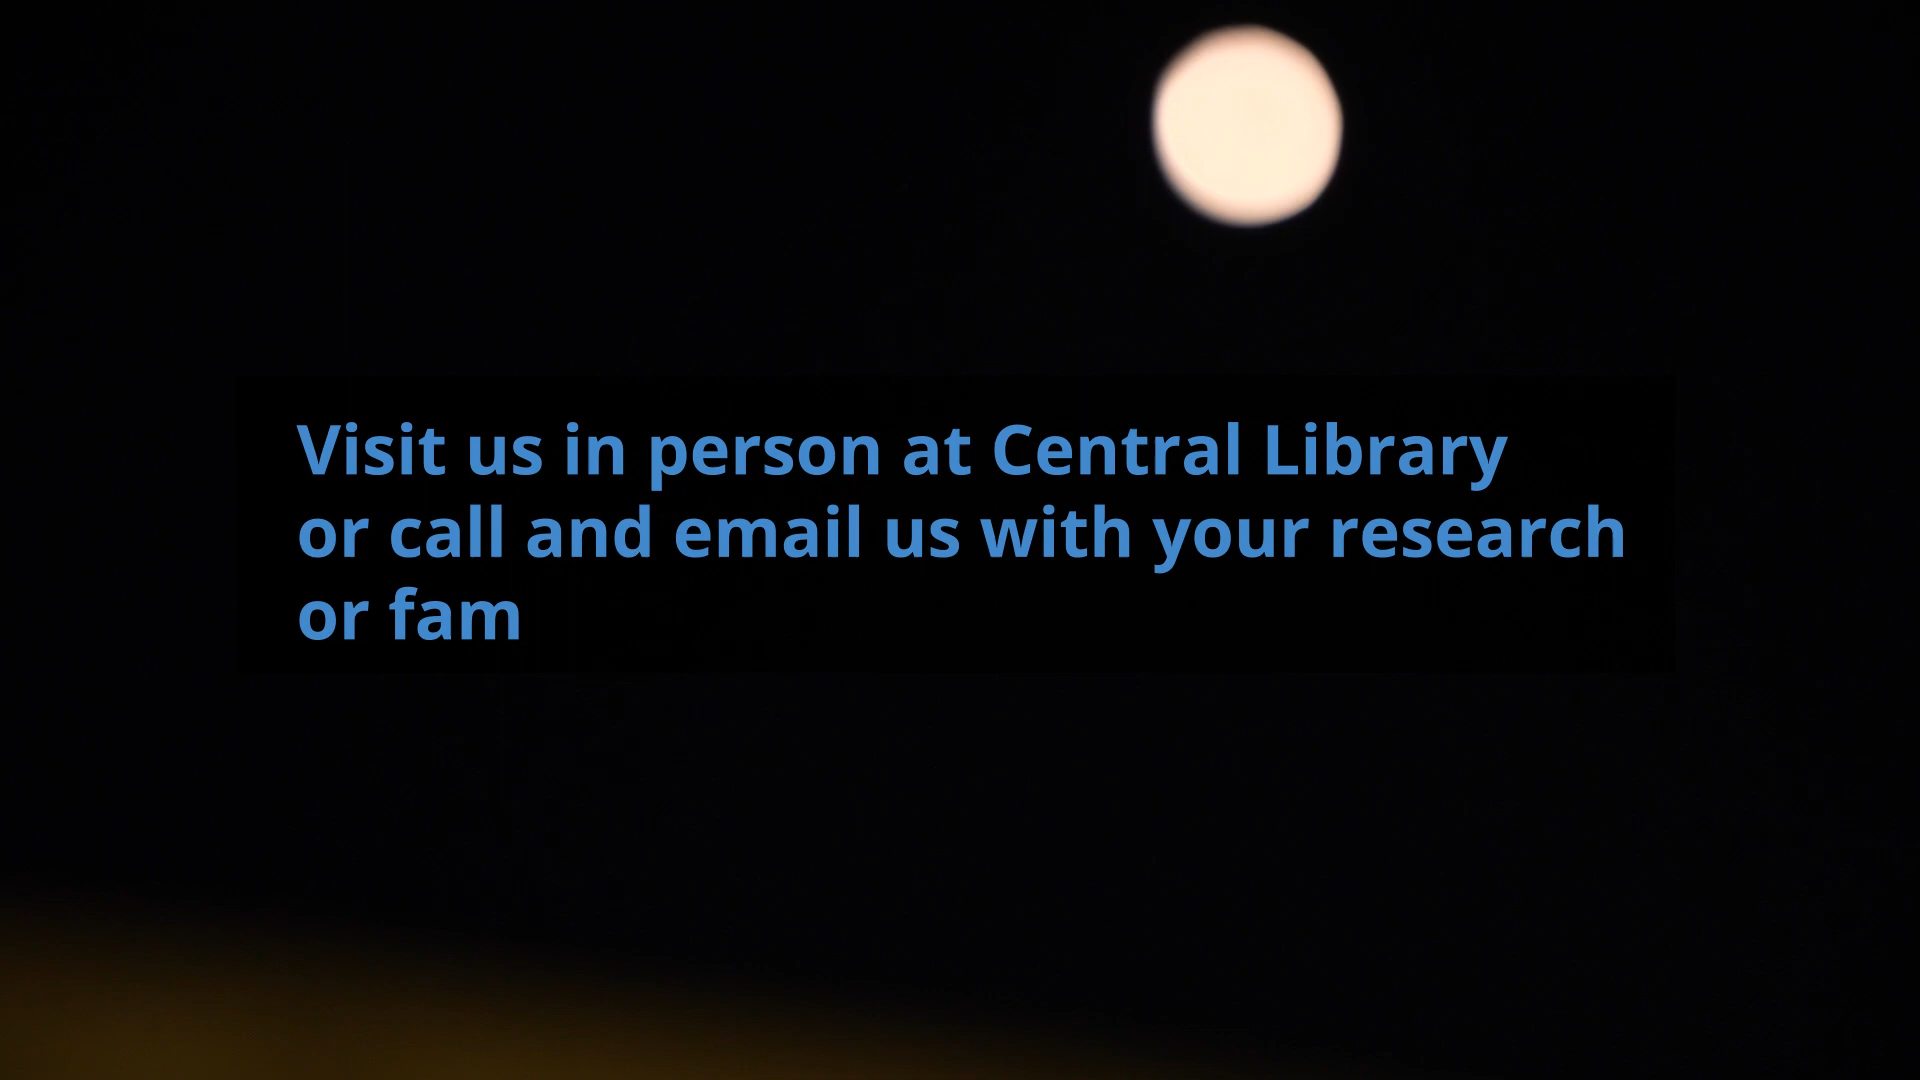 Visit us in person at Central Library
or call and email us with your research
or fam